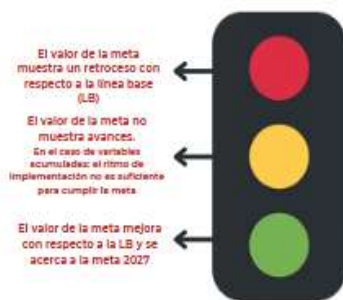 El valor de la meta
muestra un retroceso con
respecto a la línea base
(LB)
El valor de la meta no
muestra avances.
En el caso de variables
acumuladas: el ritmo de
implementación no es suficiente
para cumplir la meta
El valor de la meta mejora
con respecto a la LB y se
acerca a la meta 2027